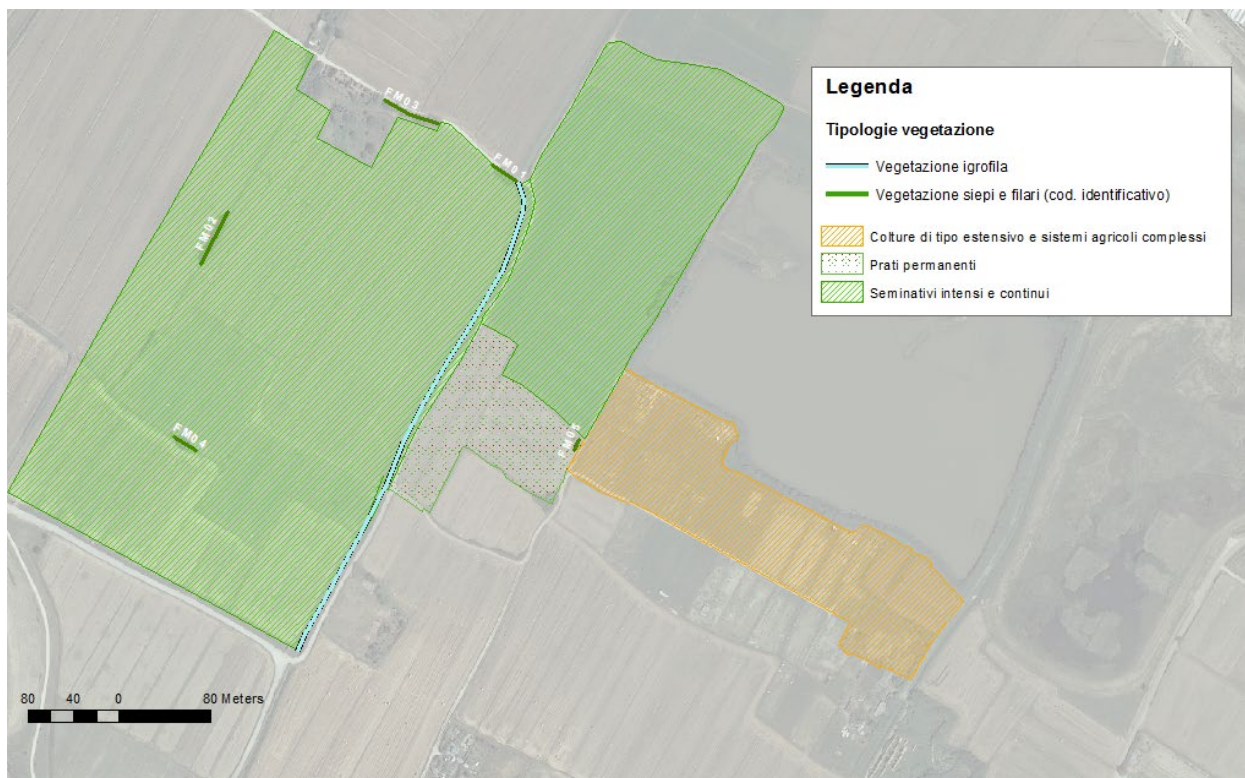 FM03
FM01
FM02
FM04
FM05
Legenda
Tipologie vegetazione
Vegetazione igrofila
Vegetazione siepi e filari (cod. identificativo)
Colture di tipo estensivo e sistemi agricoli complessi
Prati permanenti
Seminativi intensi e continui
80 40 0 80 Meters